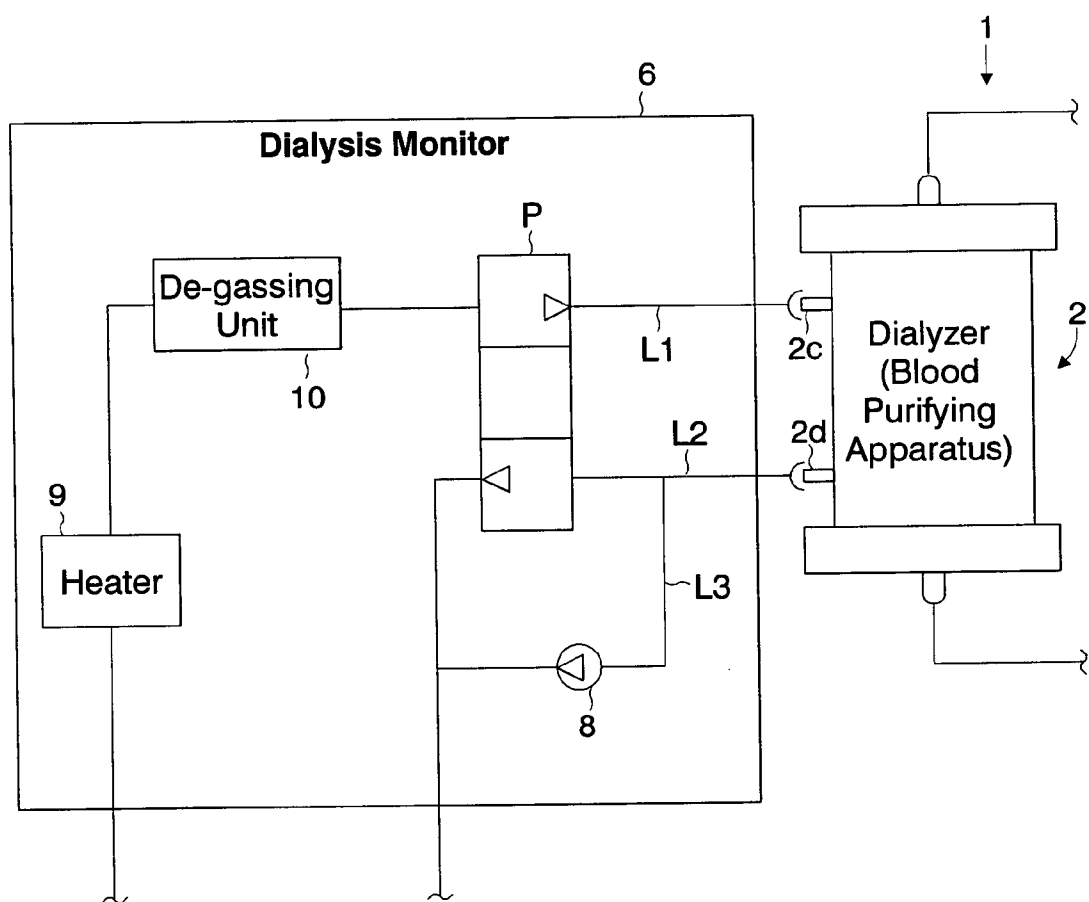 1
6
Dialysis Monitor
P
De-gassing
Unit
10
L1
2c
Dialyzer
(Blood
Purifying
Apparatus)
2
L2
2d
9
Heater
L3
8